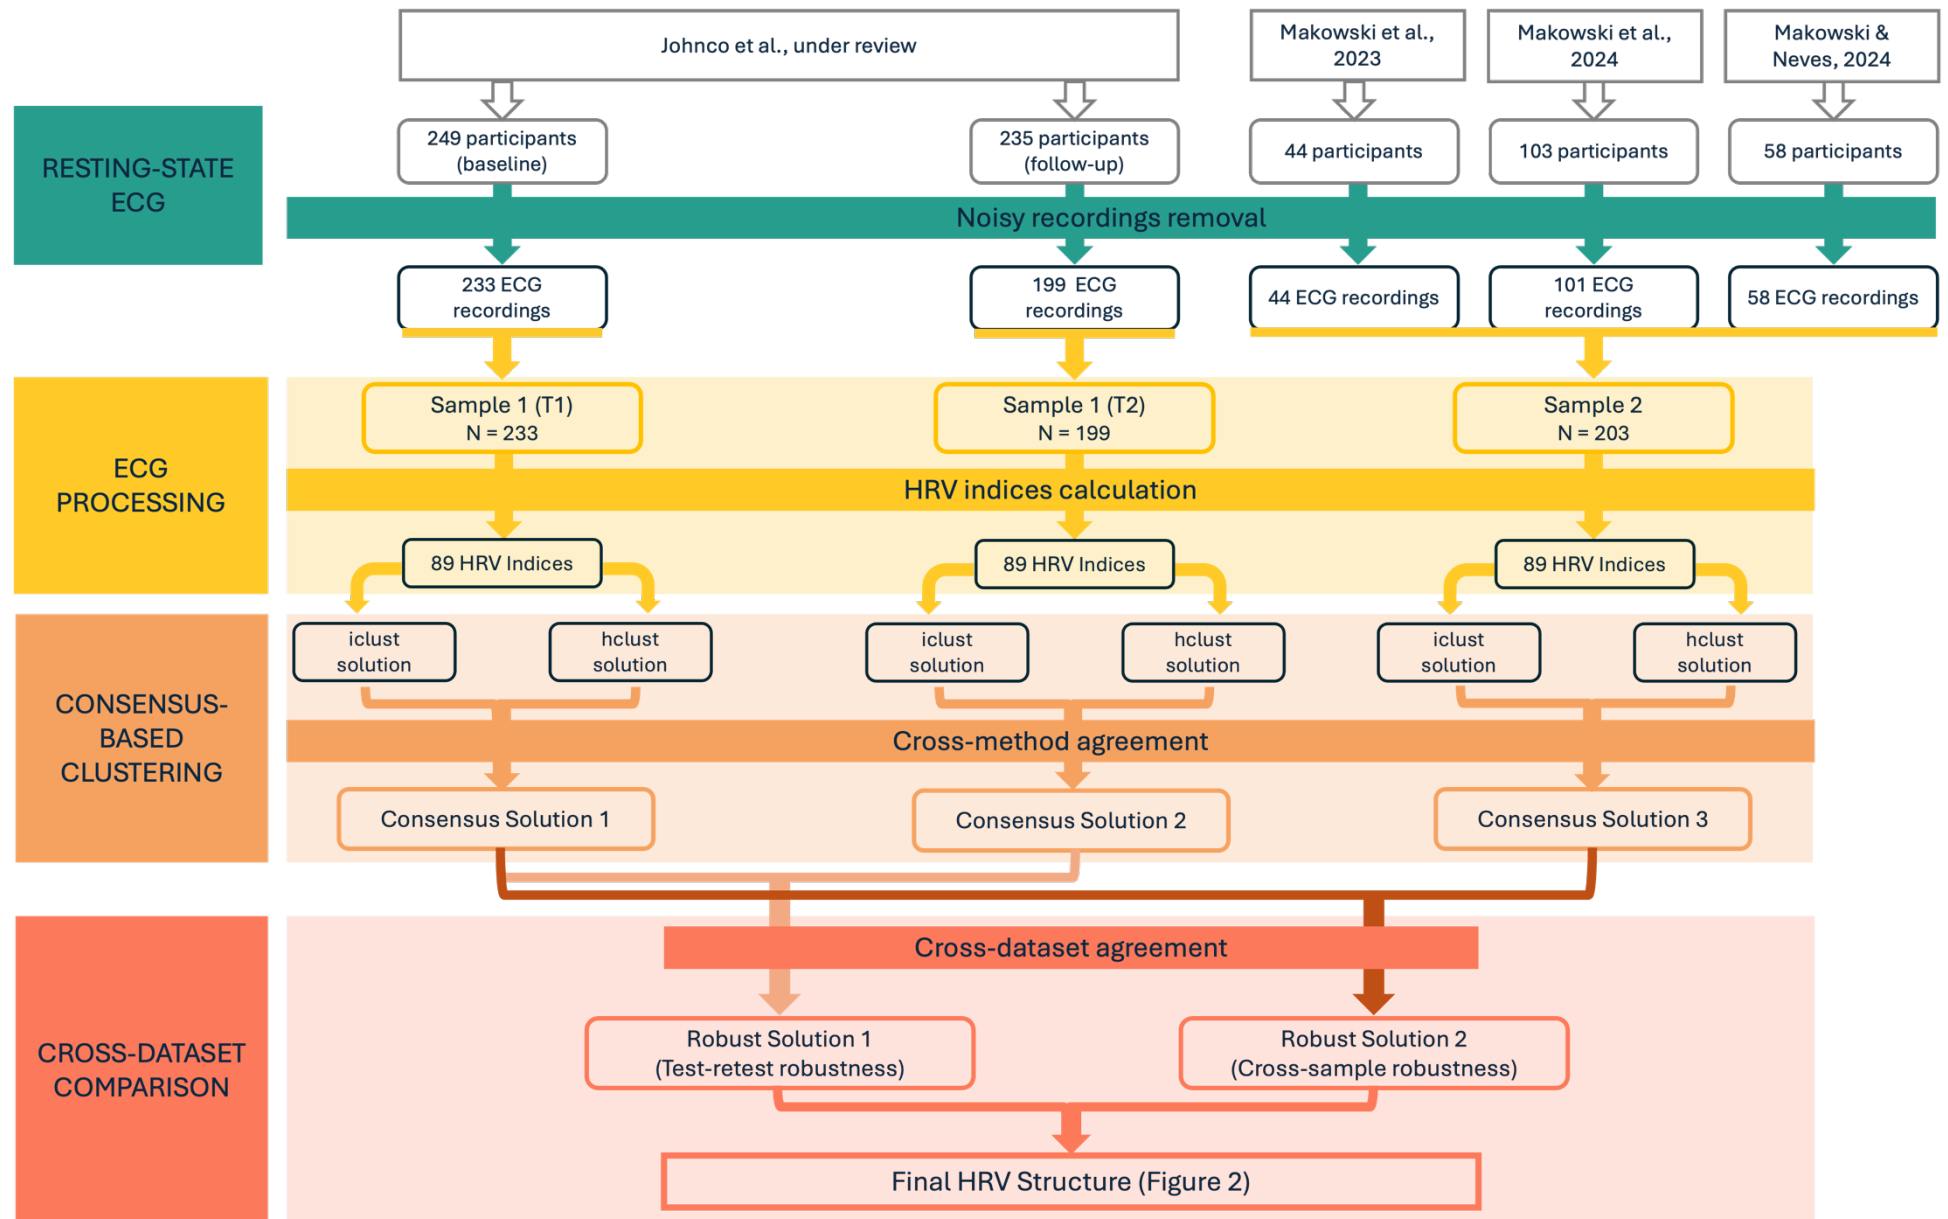 Johnco et al., under review
Makowski et al.,
2023
Makowski et al.,
2024
Makowski &
Neves, 2024
RESTING-STATE
ECG
249 participants
(baseline)
235 participants
(follow-up)
44 participants
103 participants
58 participants
Noisy recordings removal
233 ECG
recordings
199 ECG
recordings
44 ECG recordings
101 ECG
recordings
58 ECG recordings
ECG
PROCESSING
Sample 1 (T1)
N = 233
Sample 1 (T2)
N = 199
Sample 2
N = 203
HRV indices calculation
89 HRV Indices
89 HRV Indices
89 HRV Indices
CONSENSUS-
BASED
CLUSTERING
iclust
solution
hclust
solution
iclust
solution
hclust
solution
iclust
solution
hclust
solution
Cross-method agreement
Consensus Solution 1
Consensus Solution 2
Consensus Solution 3
CROSS-DATASET
COMPARISON
Cross-dataset agreement
Robust Solution 1
(Test-retest robustness)
Robust Solution 2
(Cross-sample robustness)
Final HRV Structure (Figure 2)